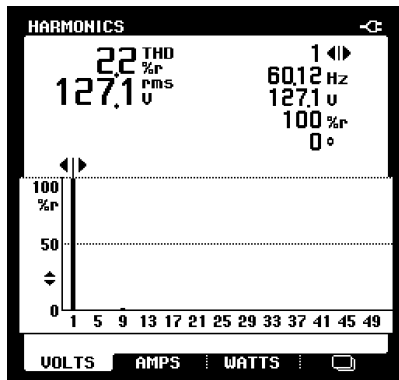 HARMONICS
2.2 THD %r
127.1 rms V
1
60.12 Hz
127.1 V
100 %r
0 °
100
%r
50
0
1 5 9 13 17 21 25 29 33 37 41 45 49
VOLTS AMPS WATTS